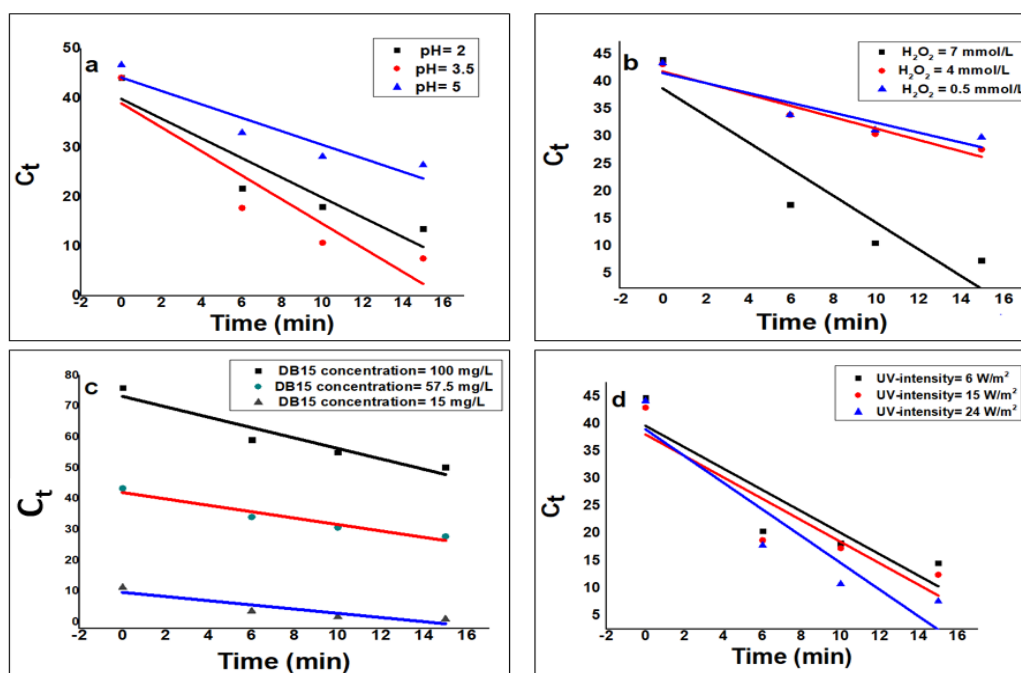 a
pH= 2
pH= 3.5
pH= 5
50
40
30
20
10
0
-2 0 2 4 6 8 10 12 14 16
Ct
Time (min)
b
H2O2 = 7 mmol/L
H2O2 = 4 mmol/L
H2O2 = 0.5 mmol/L
45
40
35
30
25
20
15
10
5
-2 0 2 4 6 8 10 12 14 16
Ct
Time (min)
c
DB15 concentration= 100 mg/L
DB15 concentration= 57.5 mg/L
DB15 concentration= 15 mg/L
80
70
60
50
40
30
20
10
0
-2 0 2 4 6 8 10 12 14 16
Ct
Time (min)
d
UV-intensity= 6 W/m²
UV-intensity= 15 W/m²
UV-intensity= 24 W/m²
45
40
35
30
25
20
15
10
5
-2 0 2 4 6 8 10 12 14 16
Ct
Time (min)